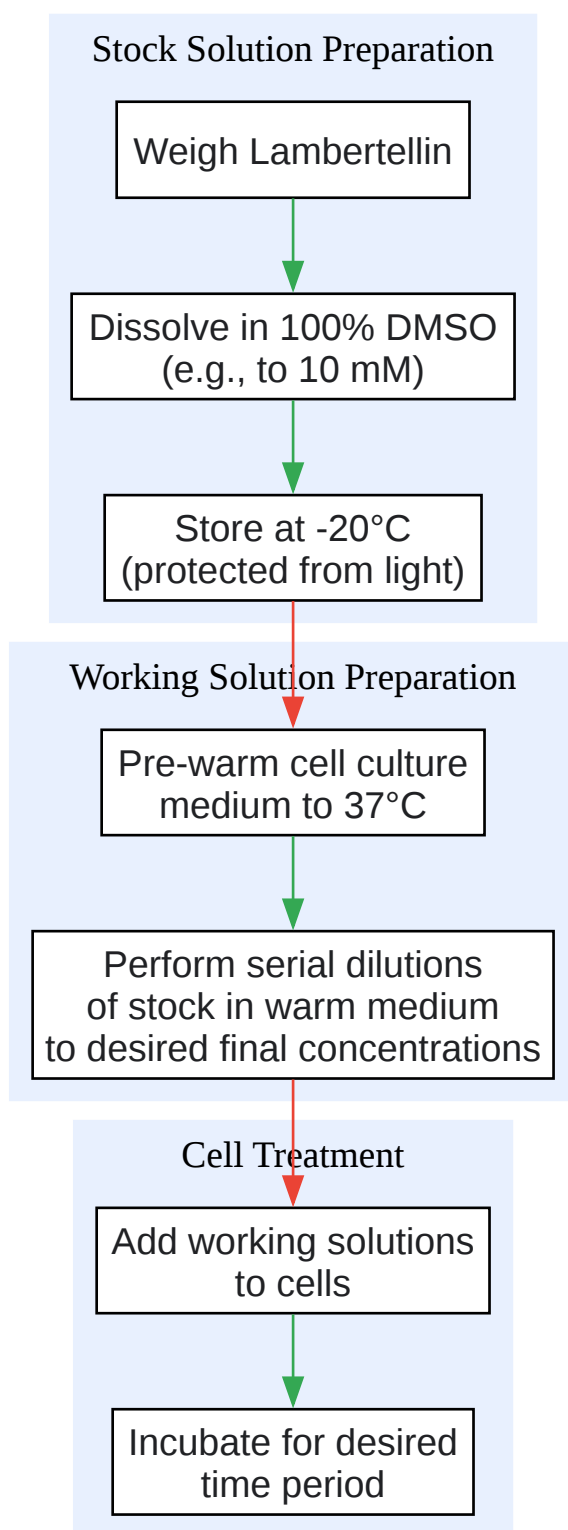 Stock Solution Preparation
Weigh Lambertellin
Dissolve in 100% DMSO
(e.g., to 10 mM)
Store at -20°C
(protected from light)
Working Solution Preparation
Pre-warm cell culture
medium to 37°C
Perform serial dilutions
of stock in warm medium
to desired final concentrations
Cell Treatment
Add working solutions
to cells
Incubate for desired
time period